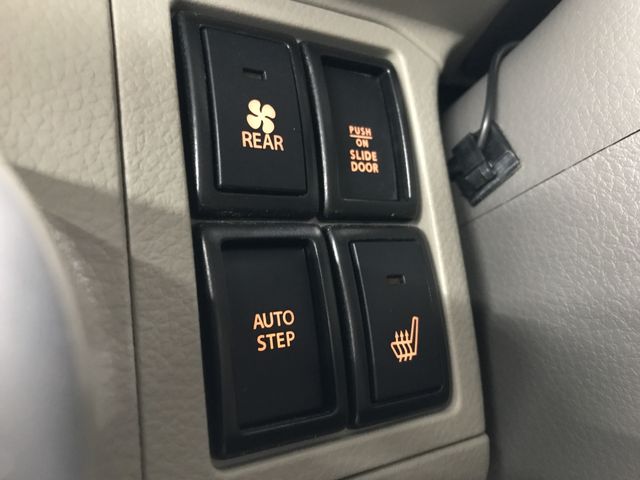 REAR
PUSH
ON
SLIDE
DOOR
AUTO
STEP